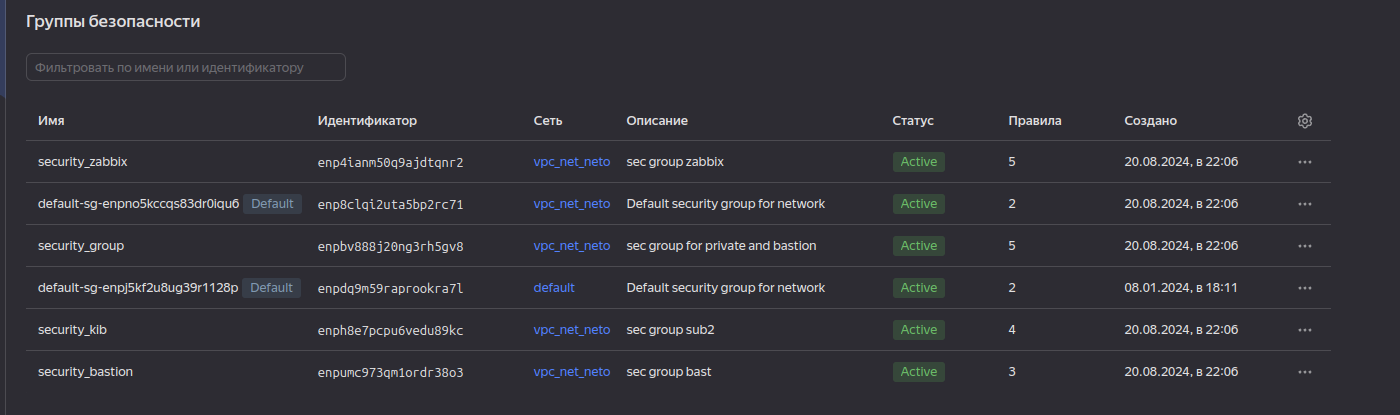 Группы безопасности
Фильтровать по имени или идентификатору
Имя Идентификатор Сеть Описание Статус Правила Создано
security_zabbix enp4ianm50q9ajdtqnr2 vpc_net_neto sec group zabbix Active 5 20.08.2024, в 22:06
default-sg-enpno5kccqs83dr0iqu6 Default enp8clqi2uta5bp2rc71 vpc_net_neto Default security group for network Active 2 20.08.2024, в 22:06
security_group enpbv888j20ng3rh5gv8 vpc_net_neto sec group for private and bastion Active 5 20.08.2024, в 22:06
default-sg-enpj5kf2u8ug39r1128p Default enpdq9m59raprookra7l default Default security group for network Active 2 08.01.2024, в 18:11
security_kib enph8e7pcpu6vedu89kc vpc_net_neto sec group sub2 Active 4 20.08.2024, в 22:06
security_bastion enpumc973qm1ordr38o3 vpc_net_neto sec group bast Active 3 20.08.2024, в 22:06